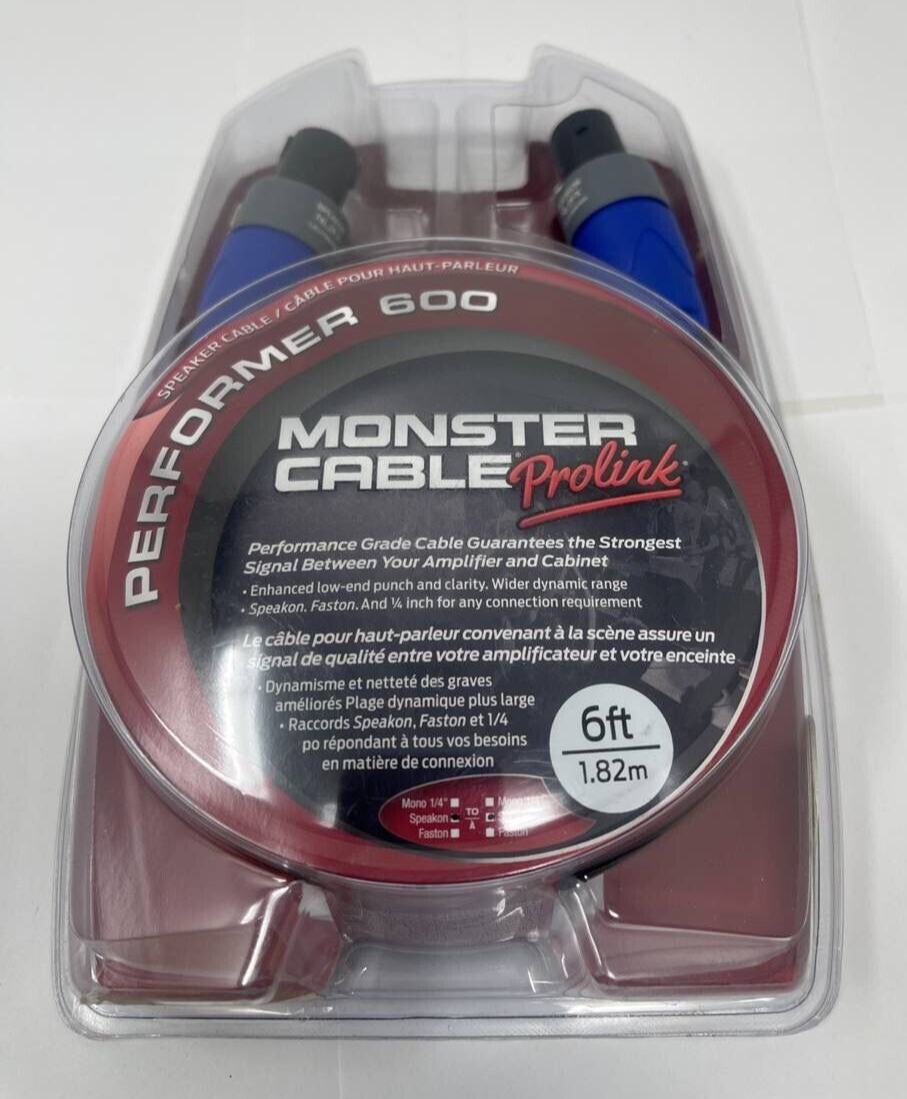 SPEAKER CABLE / CÂBLE POUR HAUT-PARLEUR
PERFORMER 600
MONSTER
CABLE® Prolink®
Performance Grade Cable Guarantees the Strongest
Signal Between Your Amplifier and Cabinet
• Enhanced low-end punch and clarity. Wider dynamic range
• Speakon. Faston. And ¼ inch for any connection requirement
Le câble pour haut-parleur convenant à la scène assure un
signal de qualité entre votre amplificateur et votre enceinte
• Dynamisme et netteté des graves
améliorés Plage dynamique plus large
• Raccords Speakon, Faston et 1/4
po répondant à tous vos besoins
en matière de connexion
6ft
1.82m
Mono 1/4"
Speakon
Faston
TO
À
Mono
Faston